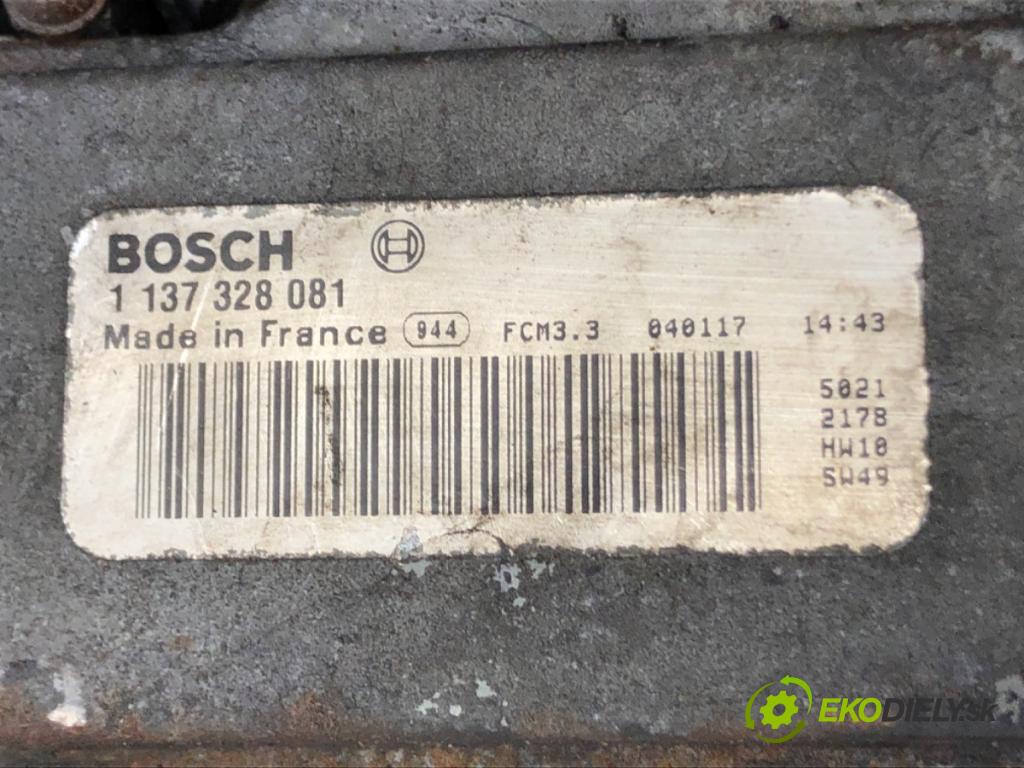 BOSCH
1 137 328 081
Made in France 944 FCM3.3 040117 14:43
5021
2178
HW10
SW49
EKODIELY.SK